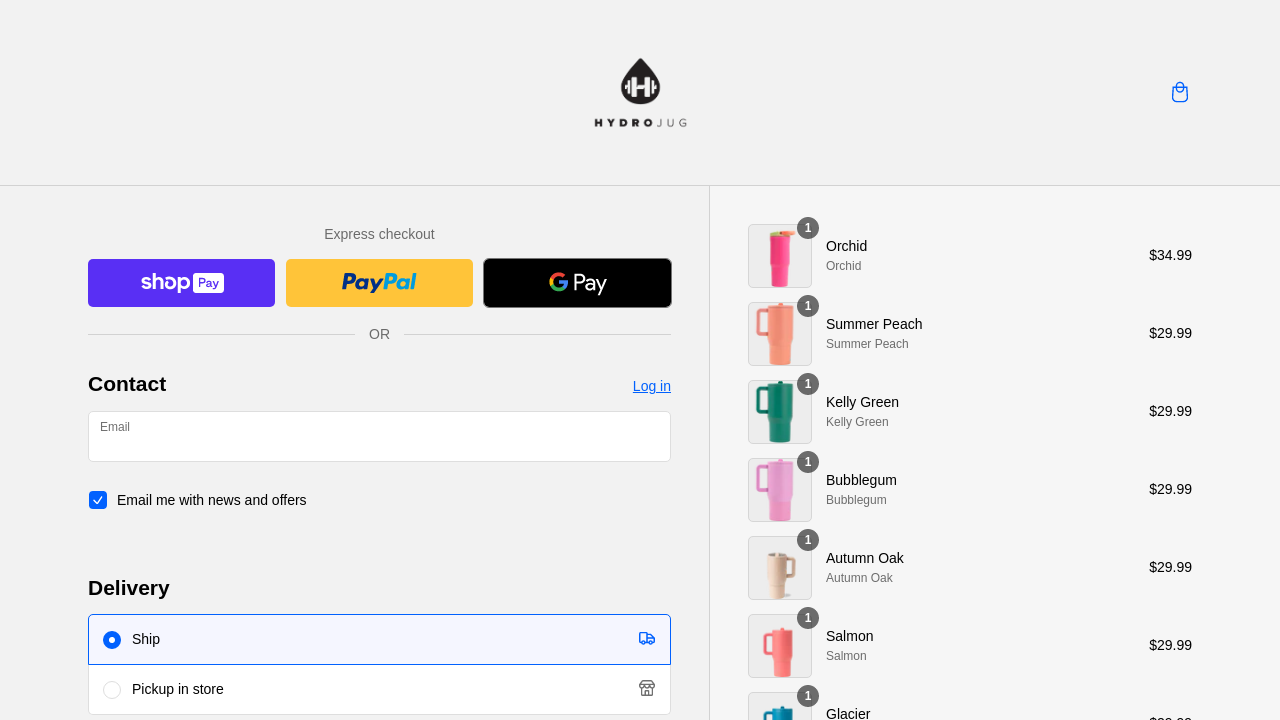 HYDROJUG
Express checkout
shop Pay
PayPal
G Pay
OR
Contact
Log in
Email
Email me with news and offers
Delivery
Ship
Pickup in store
1
Orchid
Orchid
$34.99
1
Summer Peach
Summer Peach
$29.99
1
Kelly Green
Kelly Green
$29.99
1
Bubblegum
Bubblegum
$29.99
1
Autumn Oak
Autumn Oak
$29.99
1
Salmon
Salmon
$29.99
1
Glacier